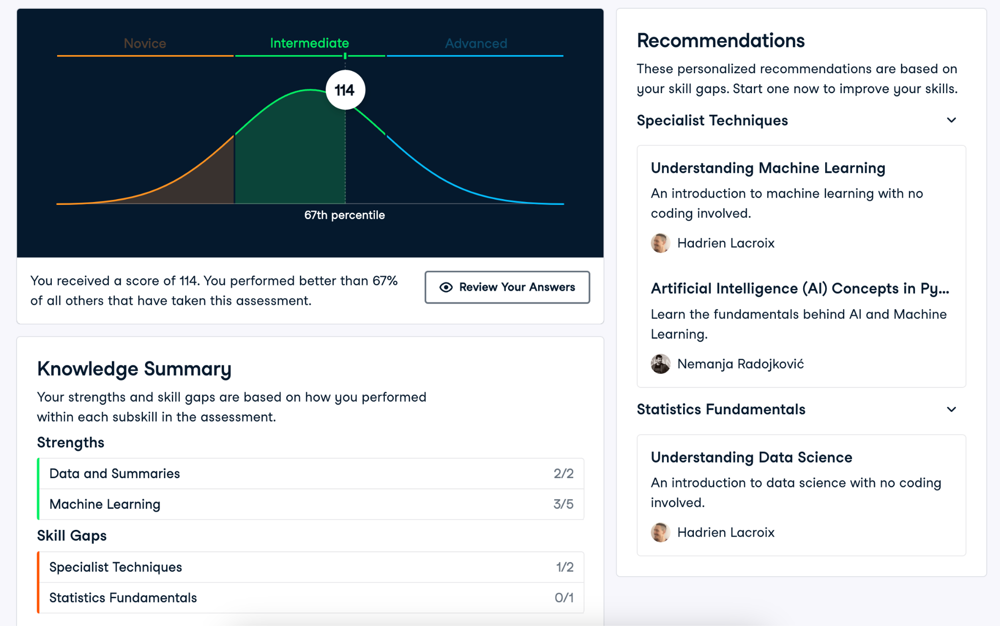 Novice
Intermediate
Advanced
114
67th percentile
You received a score of 114. You performed better than 67%
of all others that have taken this assessment.
Review Your Answers
Knowledge Summary
Your strengths and skill gaps are based on how you performed
within each subskill in the assessment.
Strengths
Data and Summaries 2/2
Machine Learning 3/5
Skill Gaps
Specialist Techniques 1/2
Statistics Fundamentals 0/1
Recommendations
These personalized recommendations are based on
your skill gaps. Start one now to improve your skills.
Specialist Techniques
Understanding Machine Learning
An introduction to machine learning with no
coding involved.
Hadrien Lacroix
Artificial Intelligence (AI) Concepts in Py...
Learn the fundamentals behind AI and Machine
Learning.
Nemanja Radojković
Statistics Fundamentals
Understanding Data Science
An introduction to data science with no coding
involved.
Hadrien Lacroix